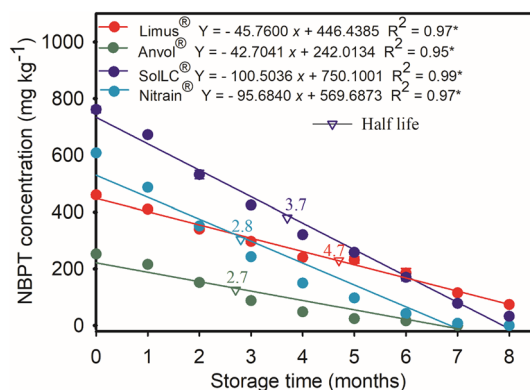 1000
800
600
400
200
0
NBPT concentration (mg kg⁻¹)
Limus® Y = - 45.7600 x + 446.4385 R² = 0.97*
Anvol® Y = - 42.7041 x + 242.0134 R² = 0.95*
SolLC® Y = - 100.5036 x + 750.1001 R² = 0.99*
Nitrain® Y = - 95.6840 x + 569.6873 R² = 0.97*
Half life
3.7
2.8
4.7
2.7
0 1 2 3 4 5 6 7 8
Storage time (months)